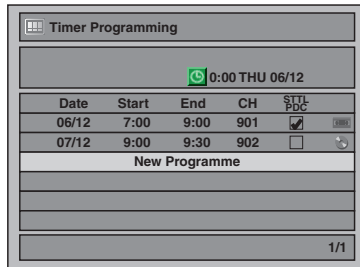 Timer Programming
0:00 THU 06/12
Date Start End CH STTL PDC
06/12 7:00 9:00 901
07/12 9:00 9:30 902
New Programme
1/1